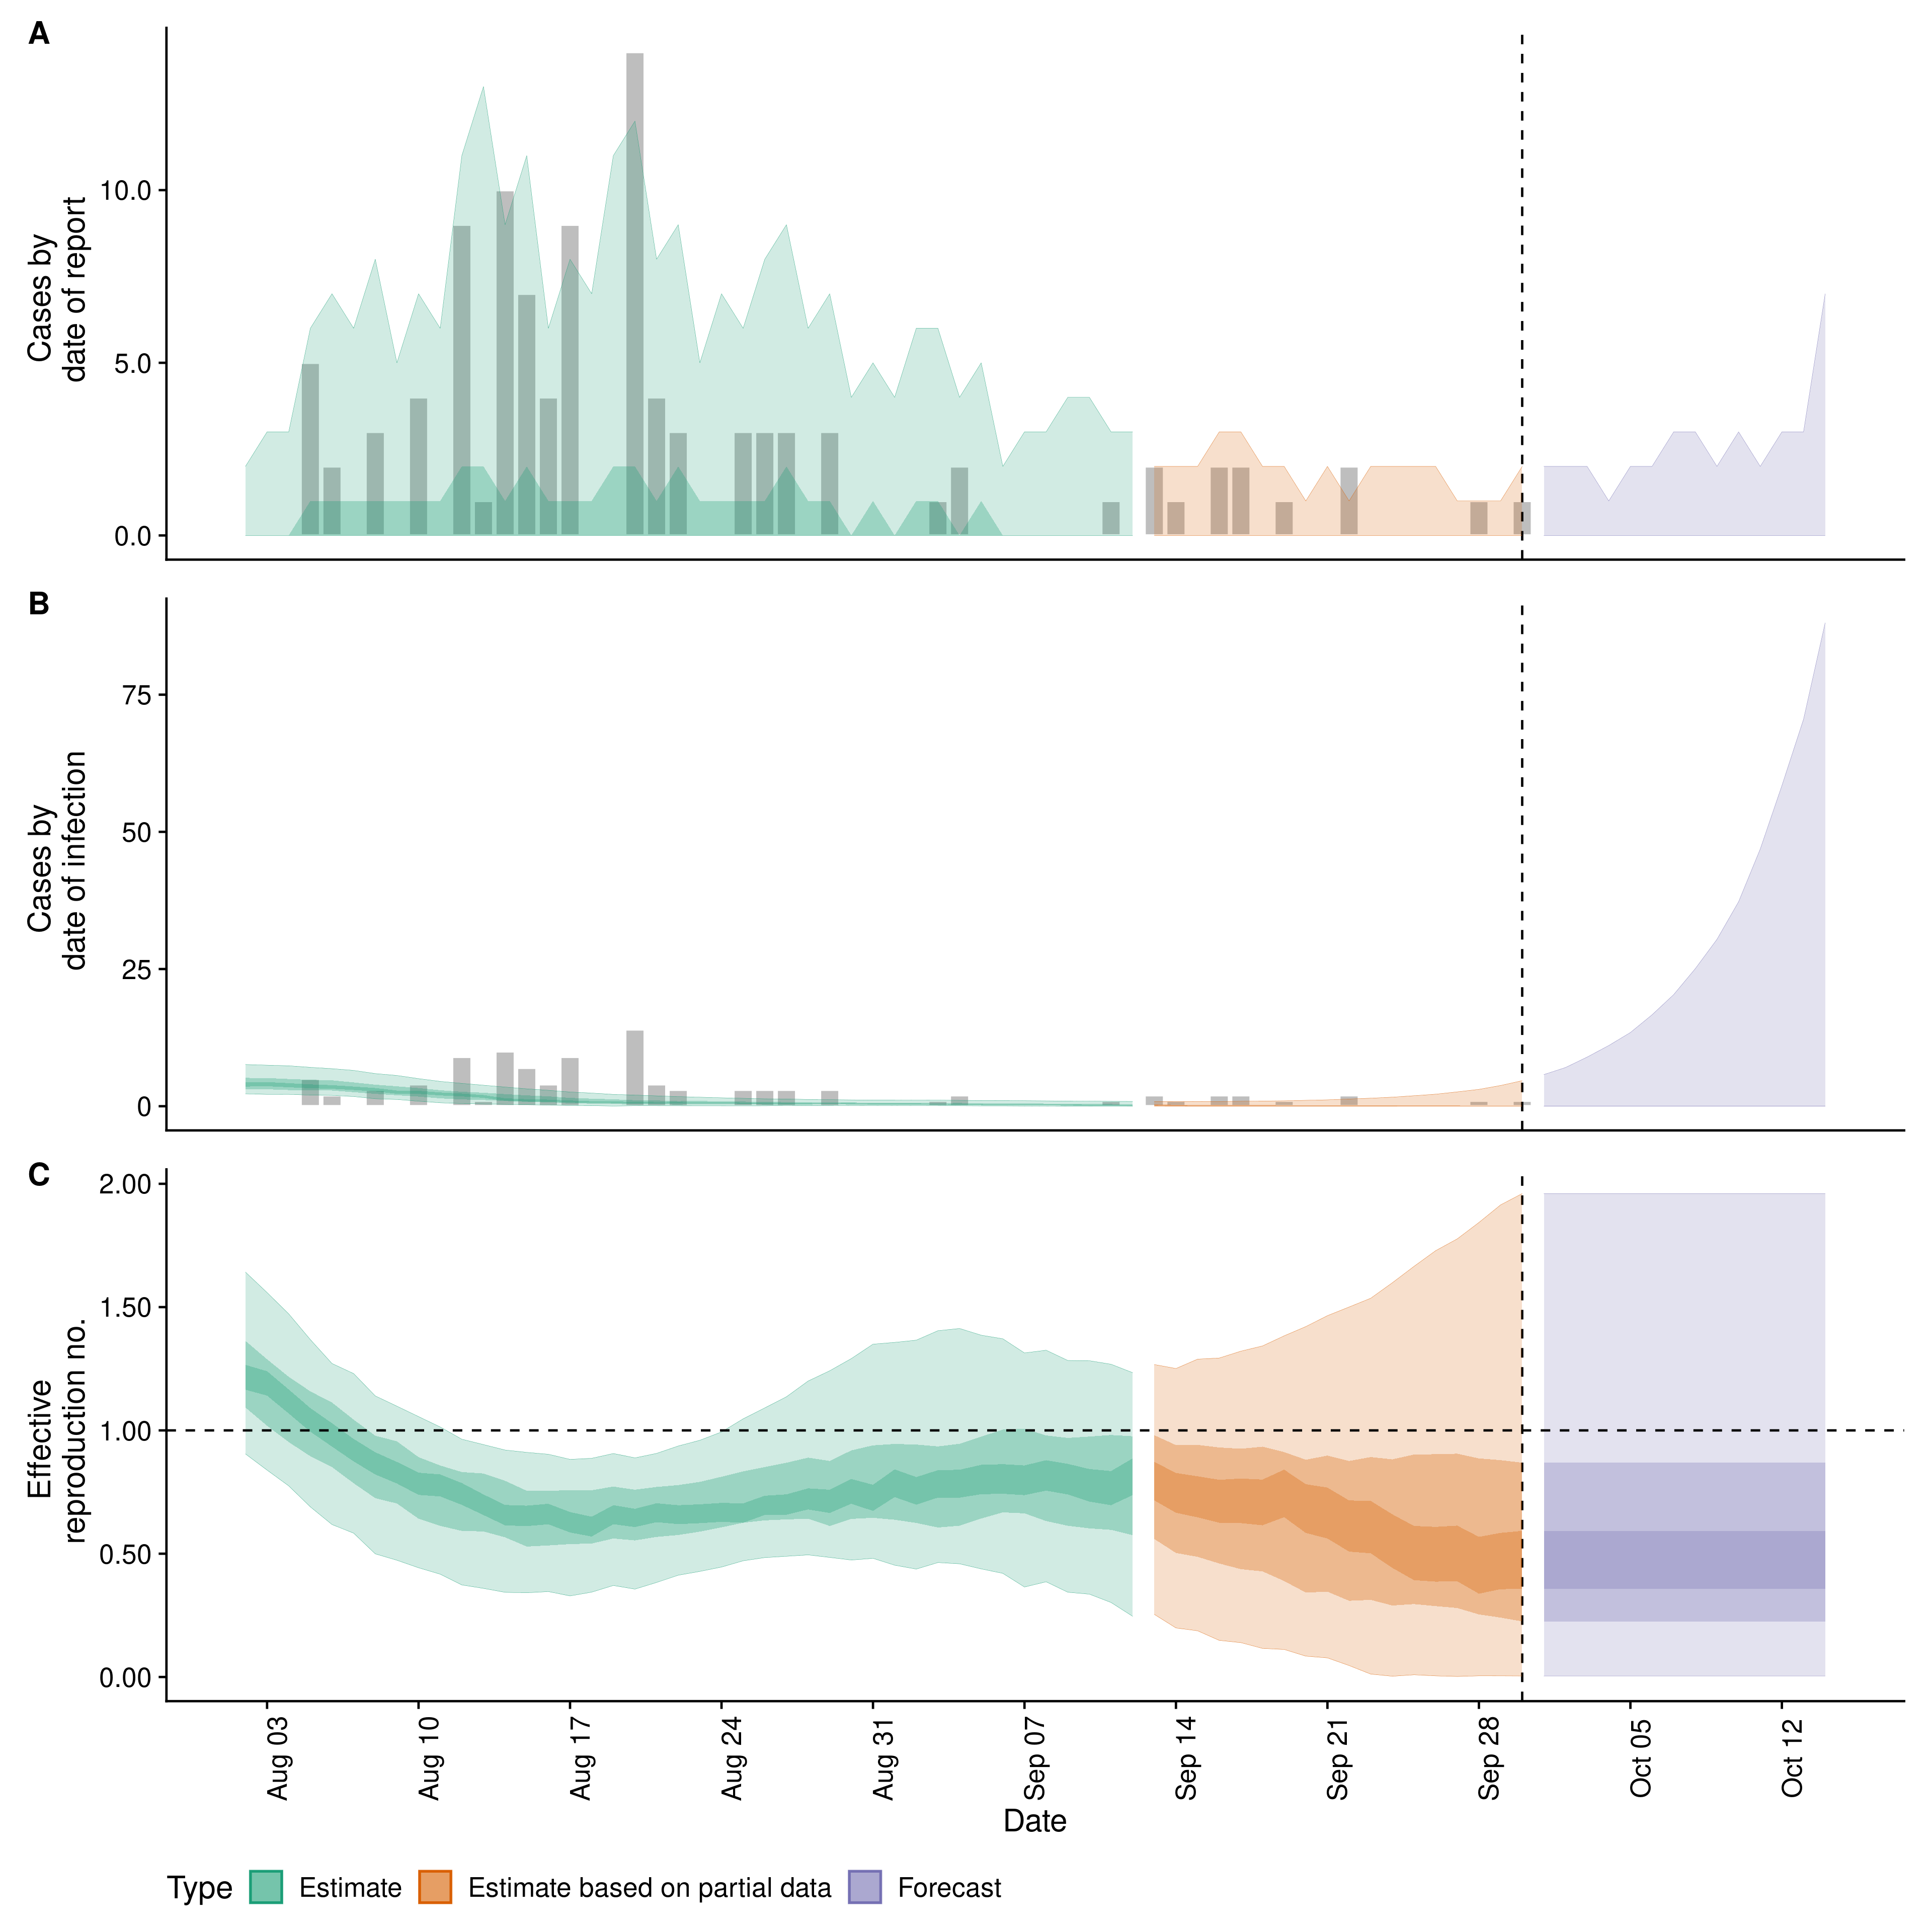 A
Cases by
date of report
10.0
5.0
0.0
B
Cases by
date of infection
75
50
25
0
C
Effective
reproduction no.
2.00
1.50
1.00
0.50
0.00
Aug 03
Aug 10
Aug 17
Aug 24
Aug 31
Sep 07
Sep 14
Sep 21
Sep 28
Oct 05
Oct 12
Date
Type Estimate Estimate based on partial data Forecast